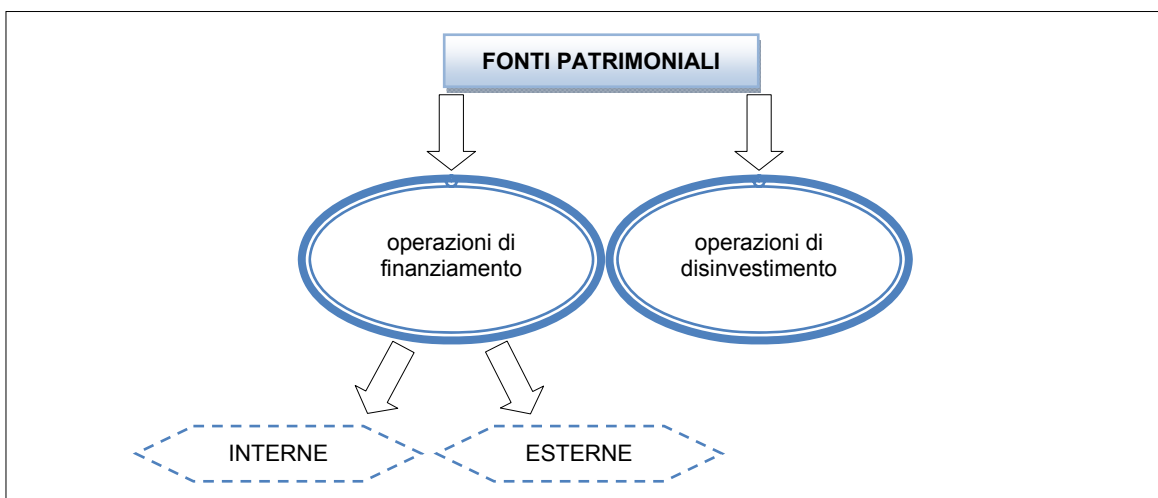 FONTI PATRIMONIALI
operazioni di
finanziamento
operazioni di
disinvestimento
INTERNE
ESTERNE